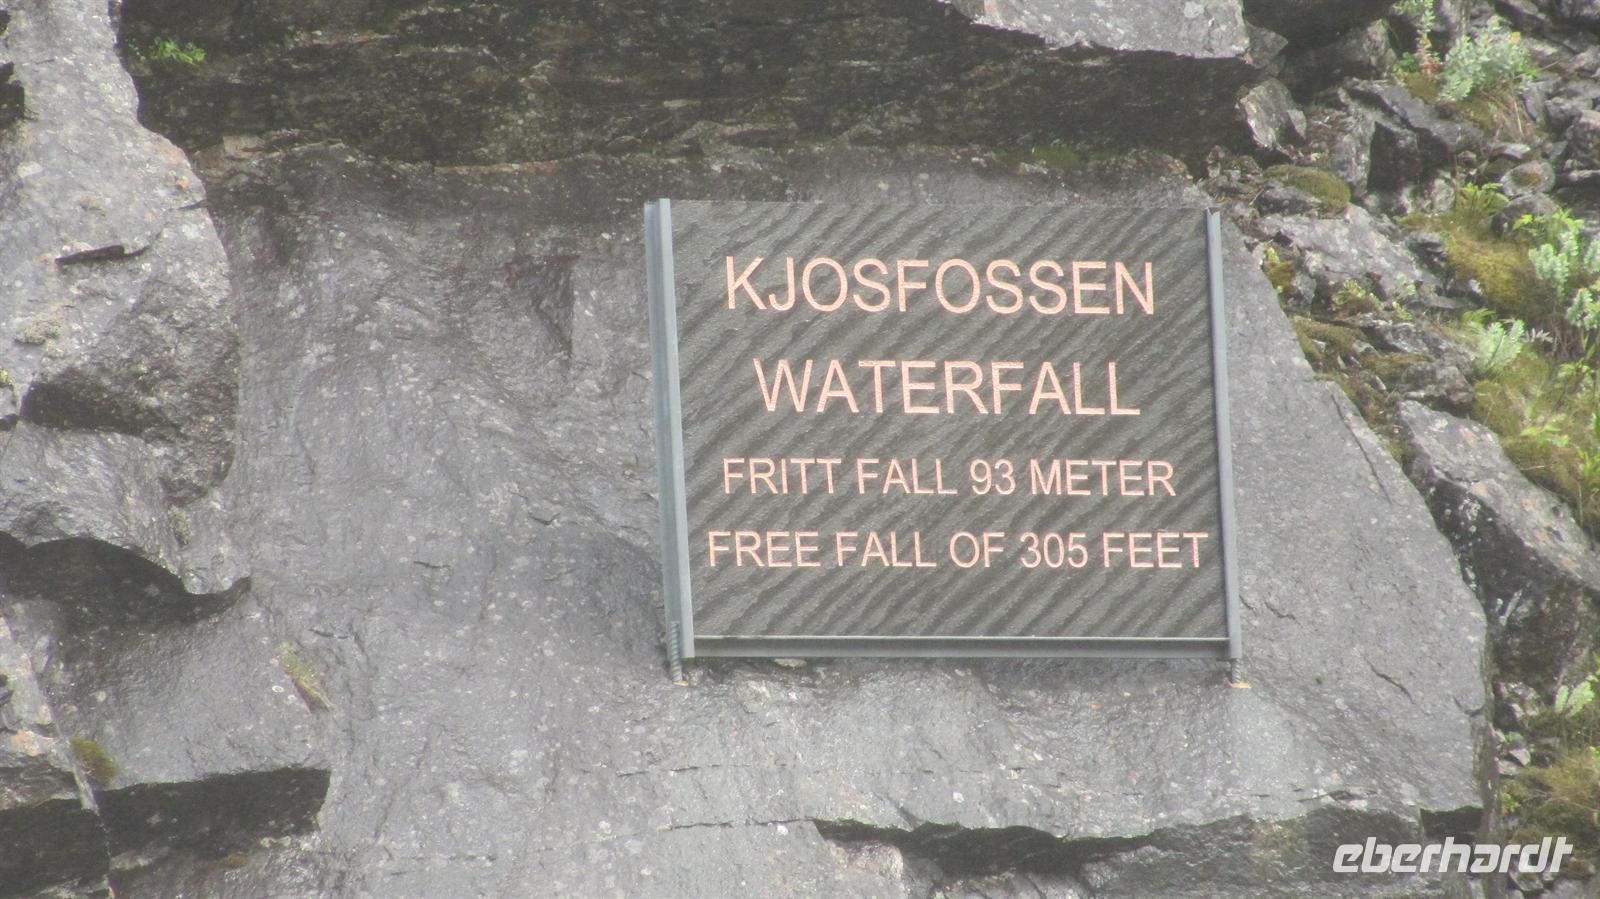 KJOSFOSSEN
WATERFALL
FRITT FALL 93 METER
FREE FALL OF 305 FEET
eberhardt